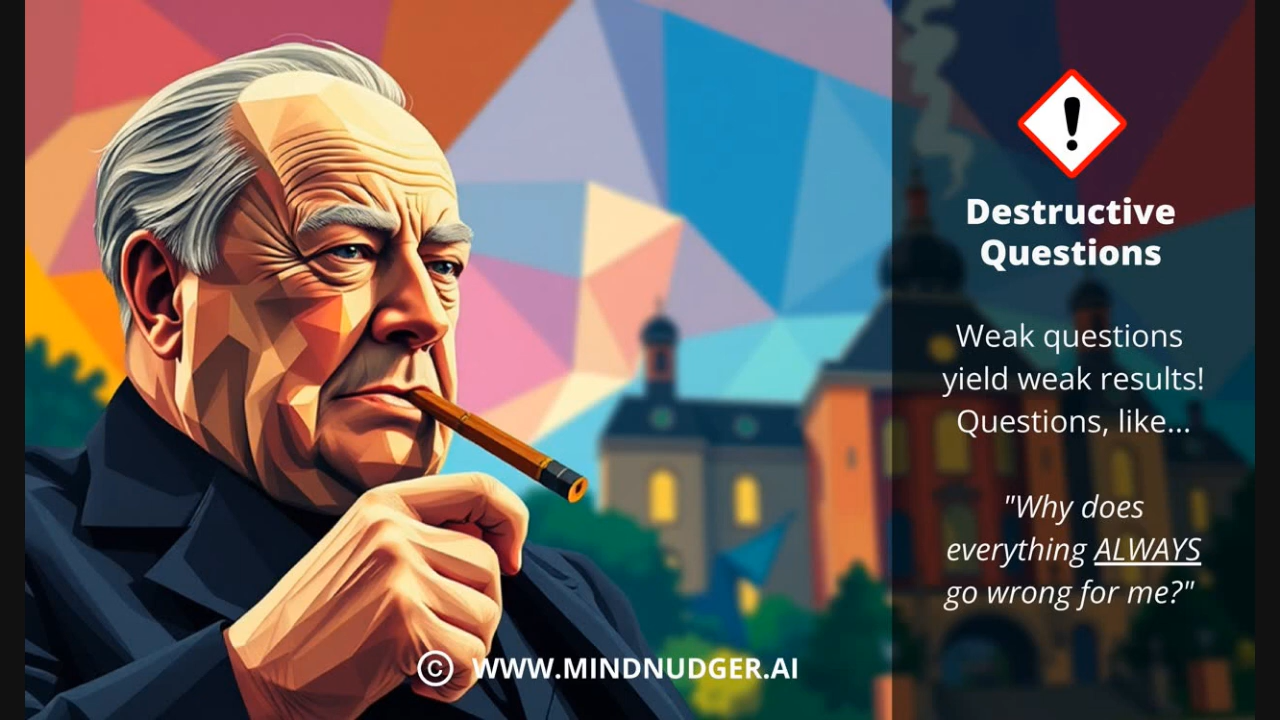 Destructive
Questions
Weak questions
yield weak results!
Questions, like...
"Why does
everything ALWAYS
go wrong for me?"
© WWW.MINDNUDGER.AI